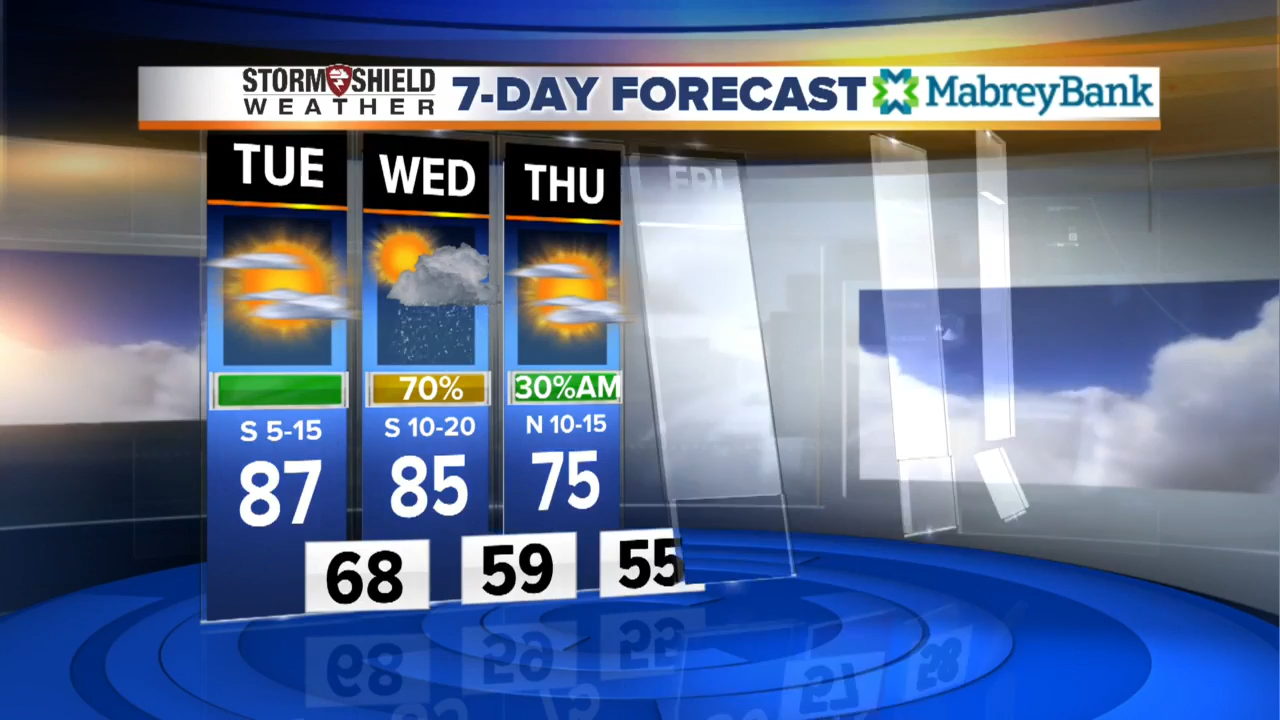 STORM SHIELD
WEATHER
7-DAY FORECAST
MabreyBank
TUE
WED
THU
FRI
70%
30%AM
S 5-15
S 10-20
N 10-15
87
85
75
68
59
55